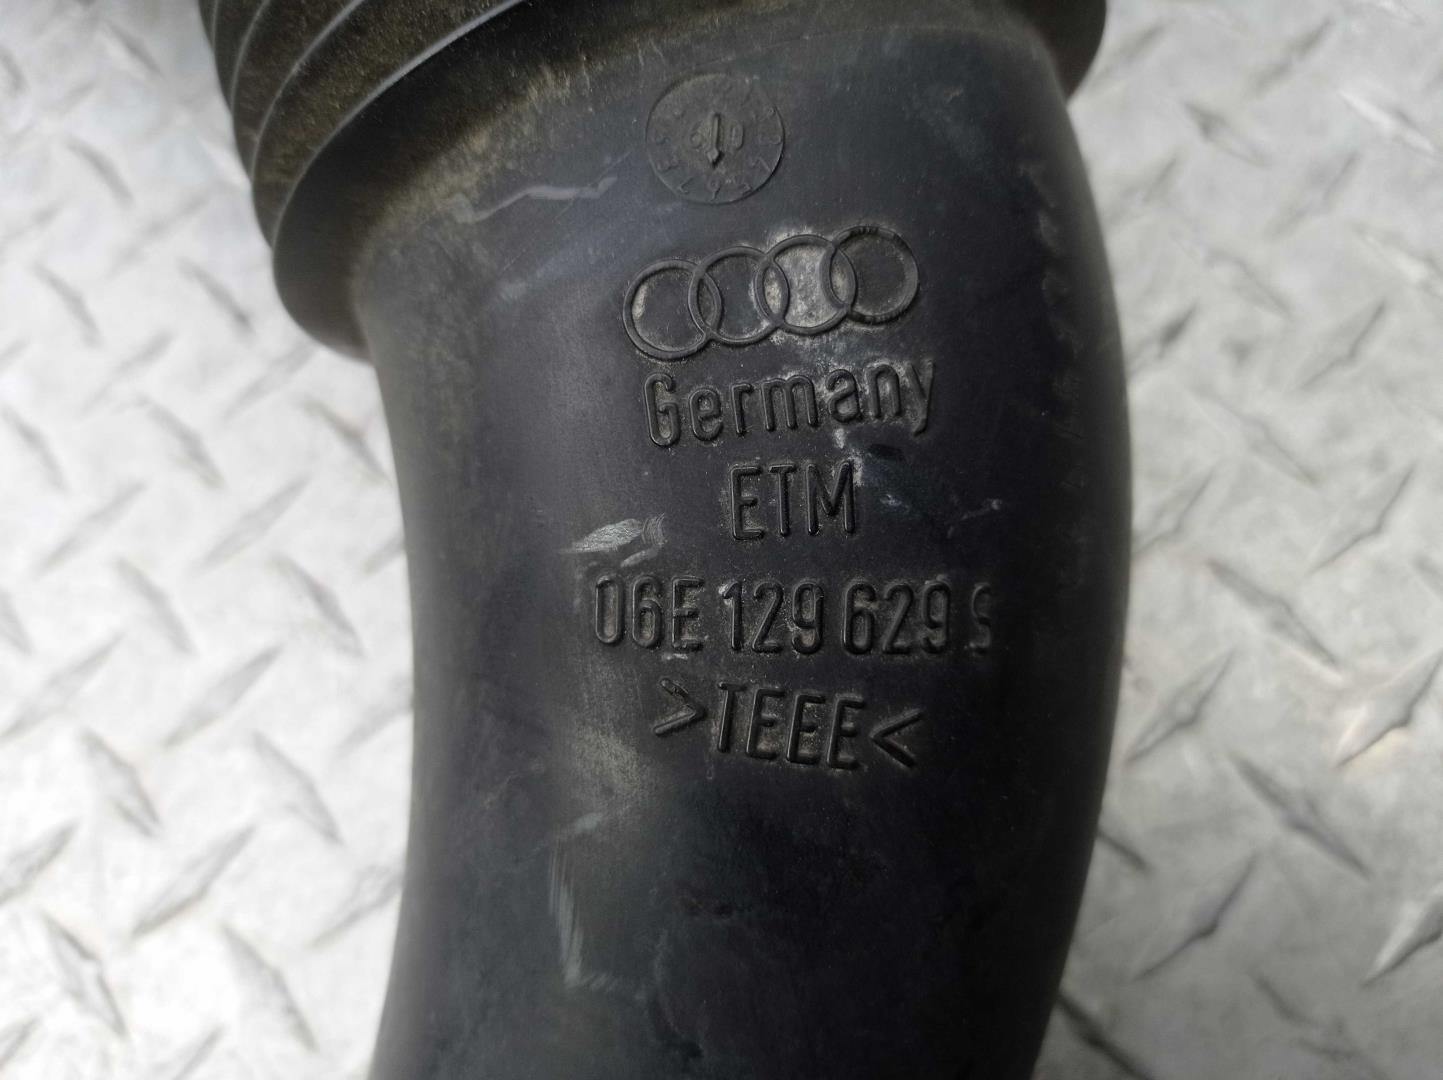 Germany
ETM
06E 129 629 S
>TEEE<